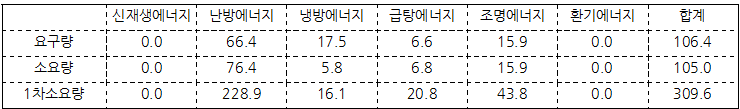 신재생에너지 난방에너지 냉방에너지 급탕에너지 조명에너지 환기에너지 합계
요구량 0.0 66.4 17.5 6.6 15.9 0.0 106.4
소요량 0.0 76.4 5.8 6.8 15.9 0.0 105.0
1차소요량 0.0 228.9 16.1 20.8 43.8 0.0 309.6